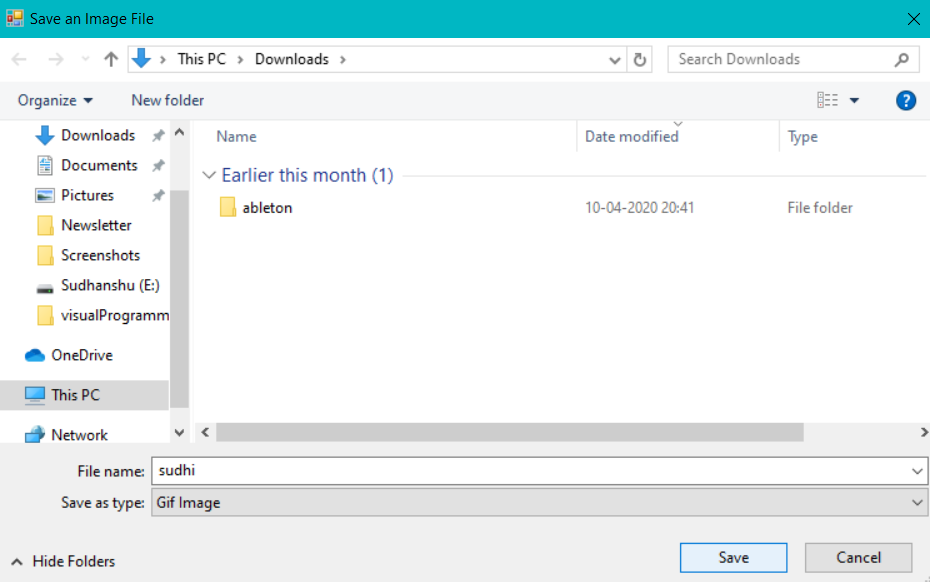 Save an Image File
This PC Downloads Search Downloads
Organize New folder
Name Date modified Type
Downloads
Documents
Pictures
Newsletter
Screenshots
Sudhanshu (E:)
visualProgramm
OneDrive
This PC
Network
Earlier this month (1)
ableton 10-04-2020 20:41 File folder
File name: sudhi
Save as type: Gif Image
Hide Folders Save Cancel